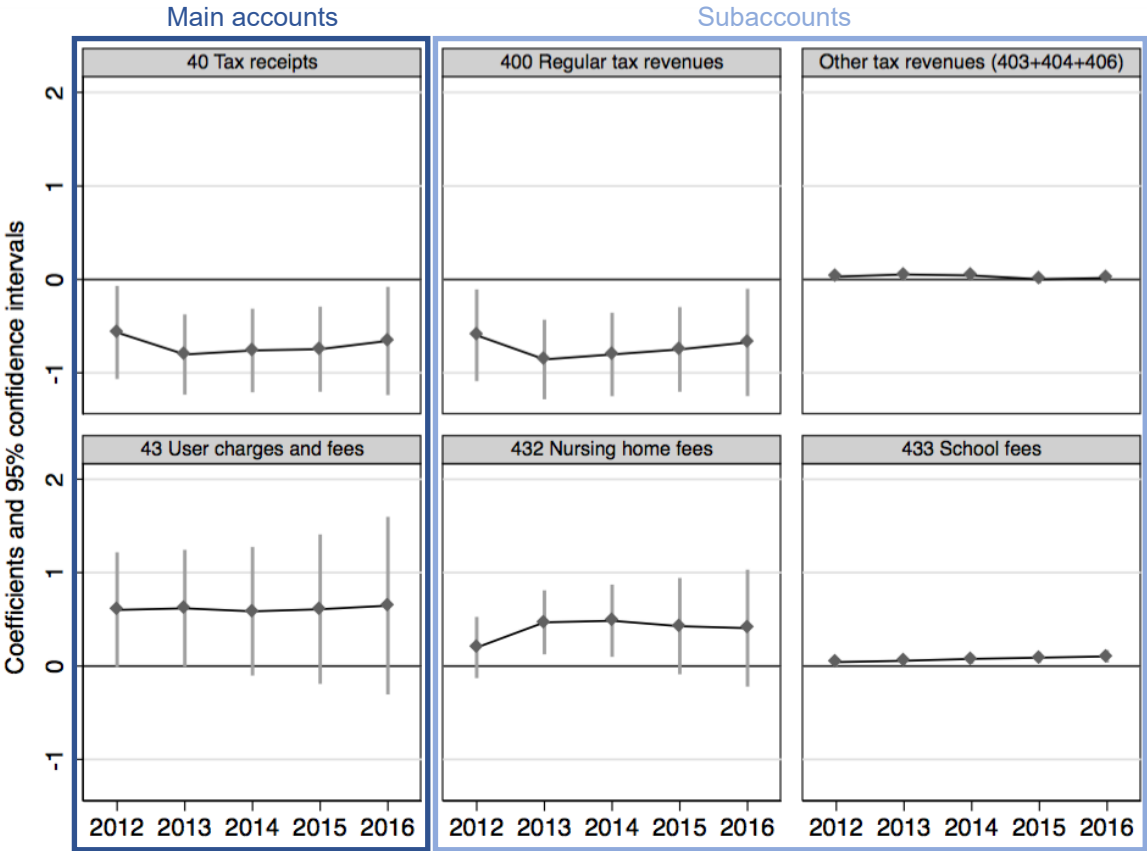 Main accounts
Subaccounts
40 Tax receipts
400 Regular tax revenues
Other tax revenues (403+404+406)
2
1
0
-1
43 User charges and fees
432 Nursing home fees
433 School fees
2
1
0
-1
Coefficients and 95% confidence intervals
2012 2013 2014 2015 2016
2012 2013 2014 2015 2016
2012 2013 2014 2015 2016